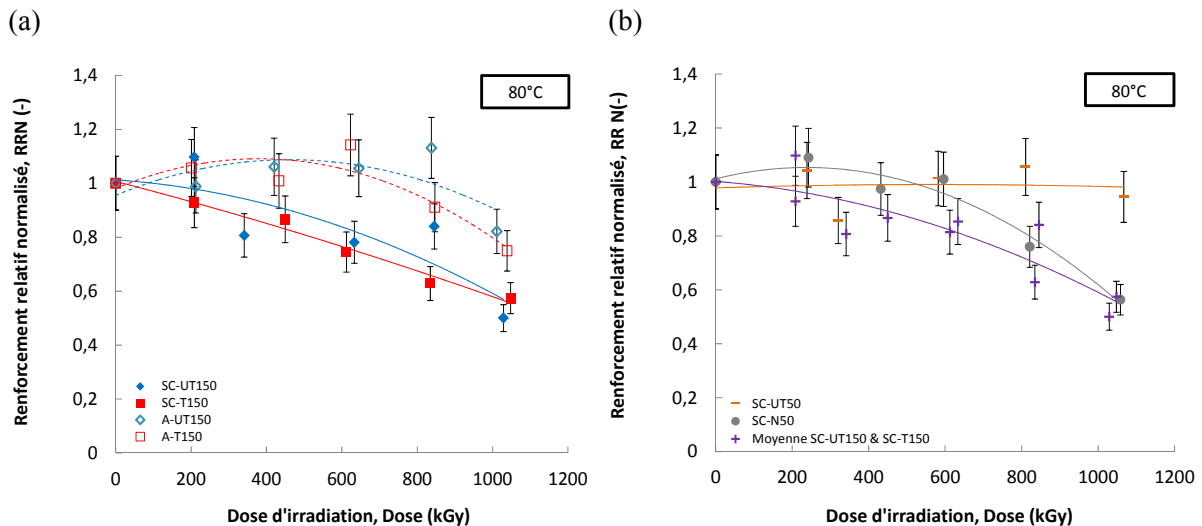 (a)
Renforcement relatif normalisé, RRN (-)
1,4
1,2
1
0,8
0,6
0,4
0,2
0
80°C
SC-UT150
SC-T150
A-UT150
A-T150
0 200 400 600 800 1000 1200
Dose d'irradiation, Dose (kGy)
(b)
Renforcement relatif normalisé, RR N(-)
1,4
1,2
1
0,8
0,6
0,4
0,2
0
80°C
SC-UT50
SC-N50
Moyenne SC-UT150 & SC-T150
0 200 400 600 800 1000 1200
Dose d'irradiation, Dose (kGy)